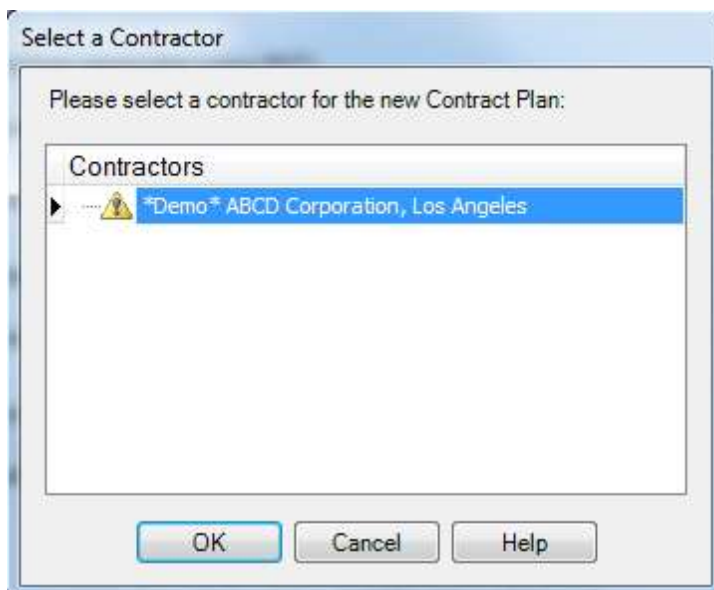 Select a Contractor
Please select a contractor for the new Contract Plan:
Contractors
*Demo* ABCD Corporation, Los Angeles
OK Cancel Help